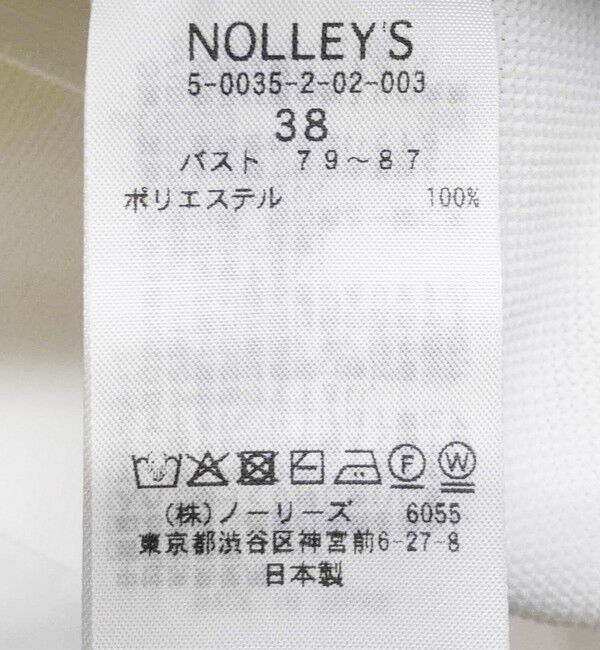 NOLLEY'S
5-0035-2-02-003
38
バスト 79~87
ポリエステル 100%
F W
(株)ノーリーズ 6055
東京都渋谷区神宮前6-27-8
日本製